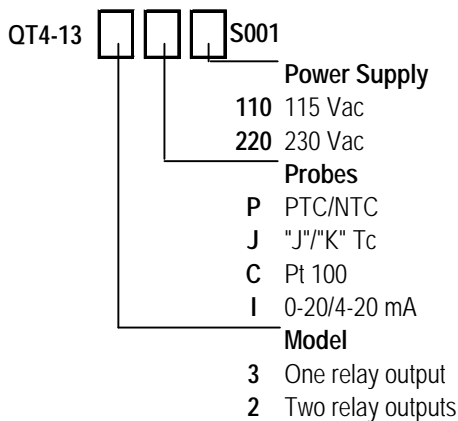 QT4-13 S001
Power Supply
110 115 Vac
220 230 Vac
Probes
P PTC/NTC
J "J"/"K" Tc
C Pt 100
I 0-20/4-20 mA
Model
3 One relay output
2 Two relay outputs